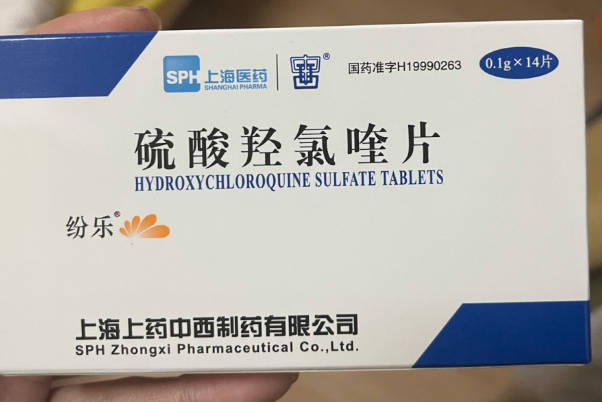 SPH 上海医药
SHANGHAI PHARMA
®
国药准字H19990263
0.1g×14片
硫酸羟氯喹片
HYDROXYCHLOROQUINE SULFATE TABLETS
纷乐®
上海上药中西制药有限公司
SPH Zhongxi Pharmaceutical Co.,Ltd.